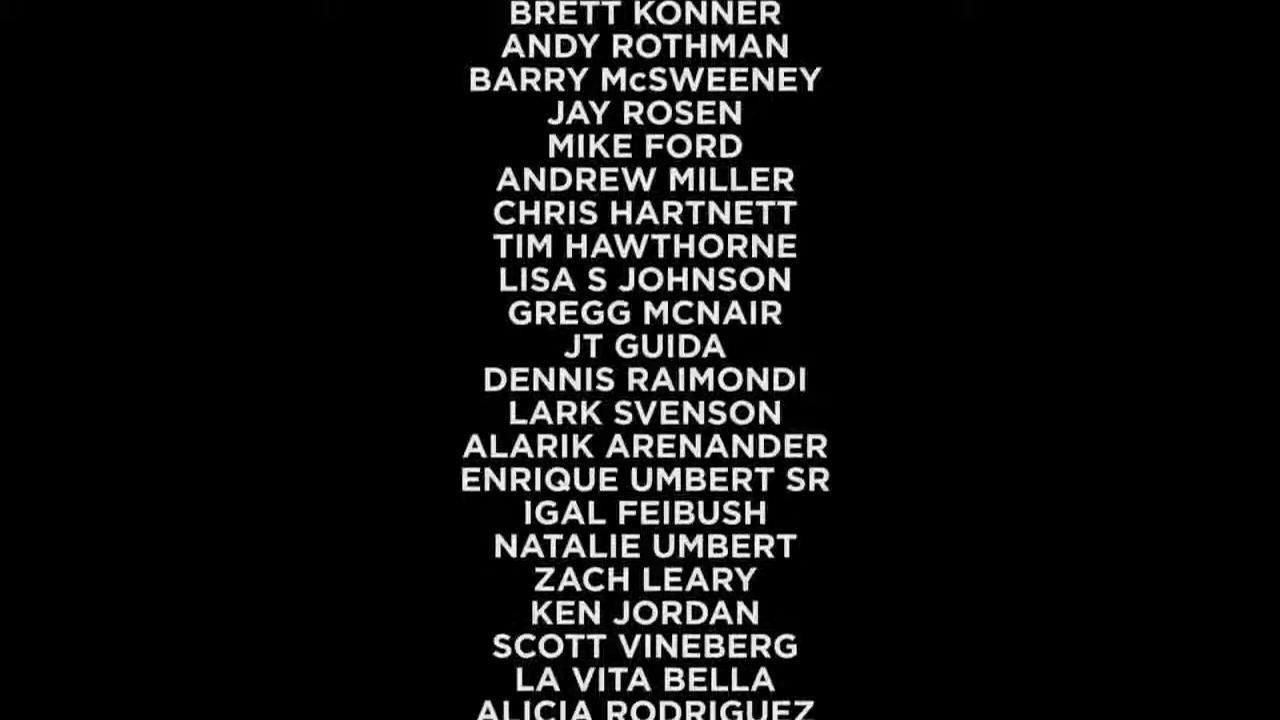 BRETT KONNER
ANDY ROTHMAN
BARRY McSWEENEY
JAY ROSEN
MIKE FORD
ANDREW MILLER
CHRIS HARTNETT
TIM HAWTHORNE
LISA S JOHNSON
GREGG MCNAIR
JT GUIDA
DENNIS RAIMONDI
LARK SVENSON
ALARIK ARENANDER
ENRIQUE UMBERT SR
IGAL FEIBUSH
NATALIE UMBERT
ZACH LEARY
KEN JORDAN
SCOTT VINEBERG
LA VITA BELLA
ALICIA RODRIGUEZ